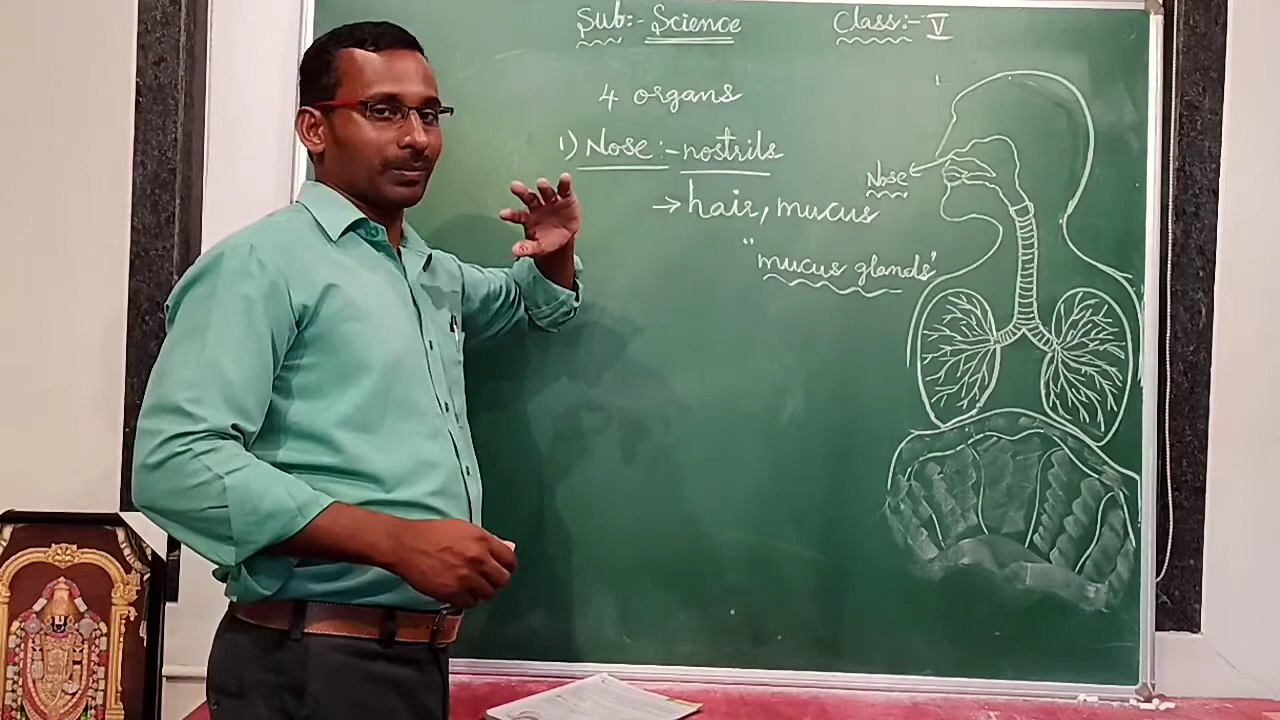 Sub:- Science
Class:- V
4 organs
1) Nose:- nostrils
→ hair, mucus
"mucus glands"
Nose